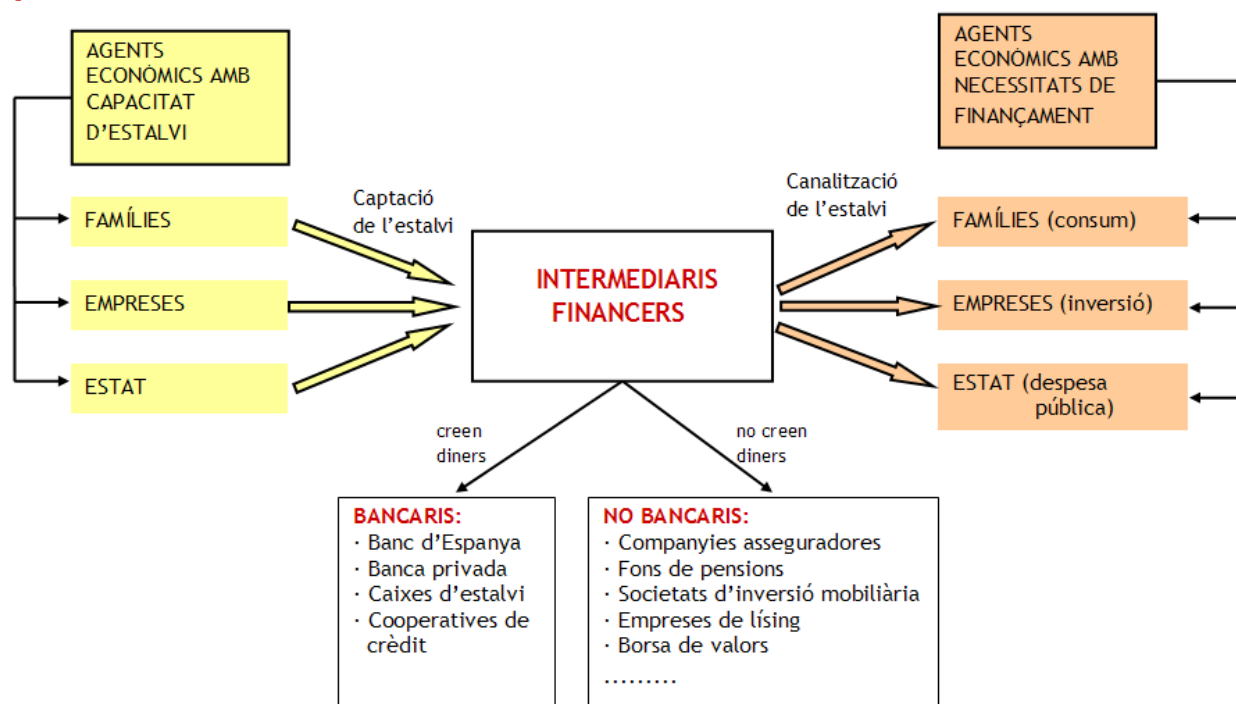 AGENTS
ECONÒMICS AMB
CAPACITAT
D'ESTALVI
FAMÍLIES
EMPRESES
ESTAT
Captació
de l'estalvi
INTERMEDIARIS
FINANCERS
Canalització
de l'estalvi
AGENTS
ECONÒMICS AMB
NECESSITATS DE
FINANÇAMENT
FAMÍLIES (consum)
EMPRESES (inversió)
ESTAT (despesa
pública)
creen
diners
no creen
diners
BANCARIS:
· Banc d'Espanya
· Banca privada
· Caixes d'estalvi
· Cooperatives de
crèdit
NO BANCARIS:
· Companyies asseguradores
· Fons de pensions
· Societats d'inversió mobiliària
· Empreses de lísing
· Borsa de valors
.........